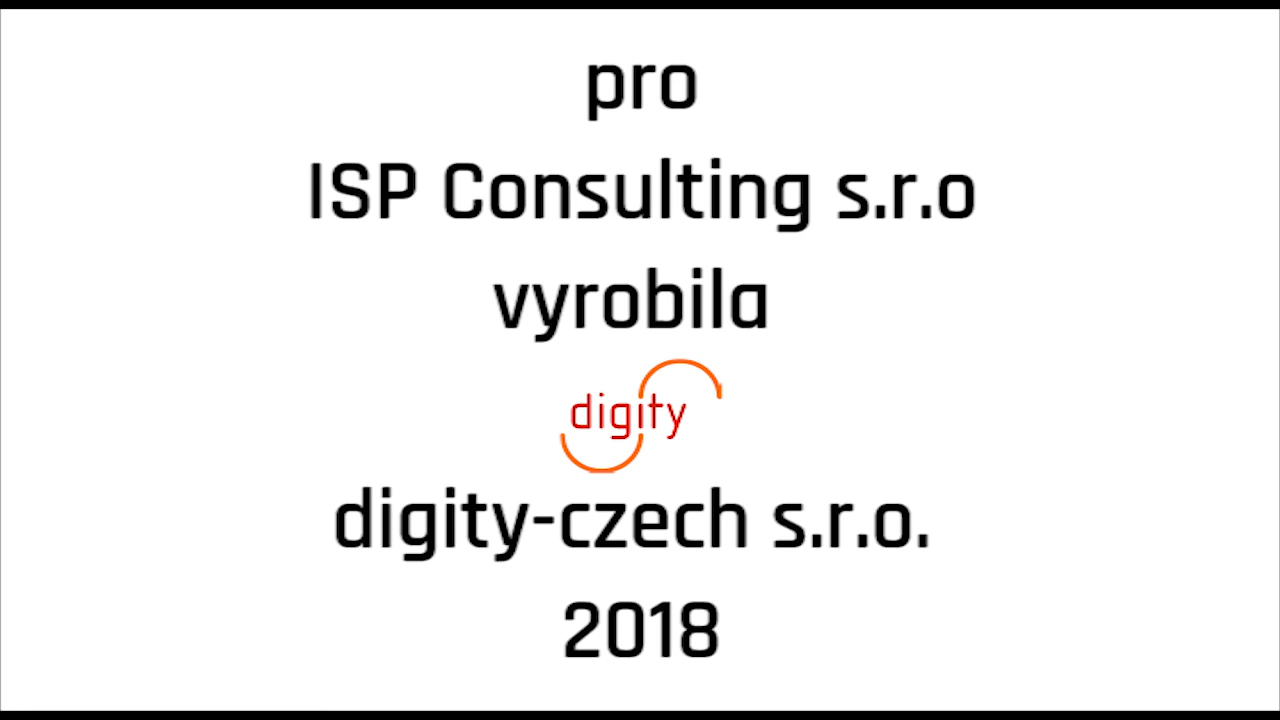 pro
ISP Consulting s.r.o
vyrobila
digity
digity-czech s.r.o.
2018